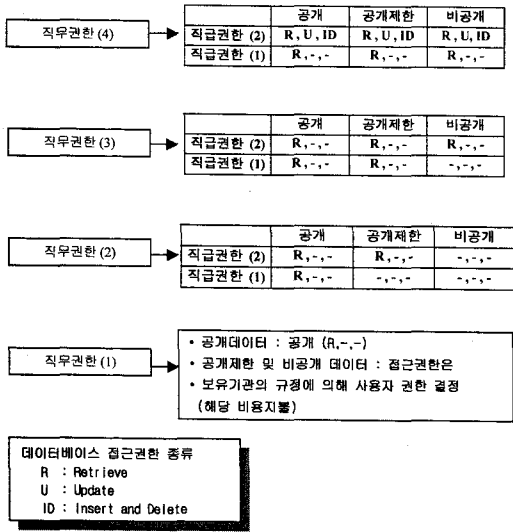 직무권한 (4)
공개 공개제한 비공개
직급권한 (2) R,U,ID R,U,ID R,U,ID
직급권한 (1) R,-,- R,-,- R,-,-
직무권한 (3)
공개 공개제한 비공개
직급권한 (2) R,-,- R,-,- R,-,-
직급권한 (1) R,-,- R,-,- -,-,-
직무권한 (2)
공개 공개제한 비공개
직급권한 (2) R,-,- R,-,- -,-,-
직급권한 (1) R,-,- -,-,- -,-,-
직무권한 (1)
• 공개데이터 : 공개 (R,-,-)
• 공개제한 및 비공개 데이터 : 접근권한은
• 보유기관의 규정에 의해 사용자 권한 결정
(해당 비용지불)
데이터베이스 접근권한 종류
R : Retrieve
U : Update
ID : Insert and Delete